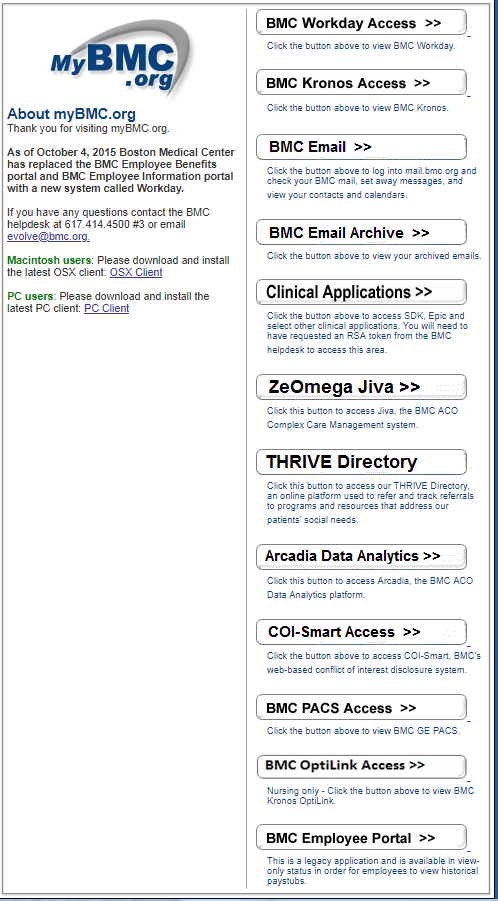 MyBMC
.org
About myBMC.org
Thank you for visiting myBMC.org.
As of October 4, 2015 Boston Medical Center
has replaced the BMC Employee Benefits
portal and BMC Employee Information portal
with a new system called Workday.
If you have any questions contact the BMC
helpdesk at 617.414.4500 #3 or email
evolve@bmc.org.
Macintosh users: Please download and install
the latest OSX client: OSX Client
PC users: Please download and install the
latest PC client: PC Client
BMC Workday Access >>
Click the button above to view BMC Workday.
BMC Kronos Access >>
Click the button above to view BMC Kronos.
BMC Email >>
Click the button above to log into mail.bmc.org and
check your BMC mail, set away messages, and
view your contacts and calendars.
BMC Email Archive >>
Click the button above to view your archived emails.
Clinical Applications >>
Click the button above to access SDK, Epic and
select other clinical applications. You will need to
have requested an RSA token from the BMC
helpdesk to access this area.
ZeOmega Jiva >>
Click this button to access Jiva, the BMC ACO
Complex Care Management system.
THRIVE Directory
Click this button to access our THRIVE Directory,
an online platform used to refer and track referrals
to programs and resources that address our
patients' social needs.
Arcadia Data Analytics >>
Click this button to access Arcadia, the BMC ACO
Data Analytics platform.
COI-Smart Access >>
Click the button above to access COI-Smart, BMC's
web-based conflict of interest disclosure system.
BMC PACS Access >>
Click the button above to view BMC GE PACS.
BMC OptiLink Access >>
Nursing only - Click the button above to view BMC
Kronos OptiLink.
BMC Employee Portal >>
This is a legacy application and is available in view-
only status in order for employees to view historical
paystubs.